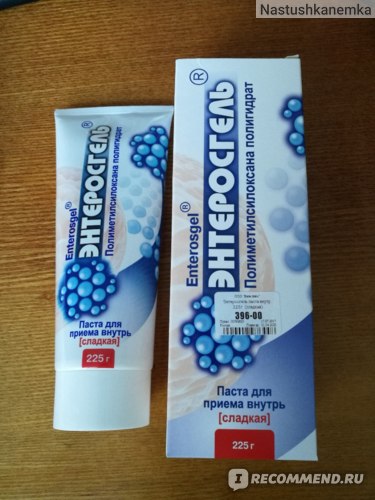 Nastushkanemka
Enterosgel®
ЭНТЕРОСГЕЛЬ®
Полиметилсилоксана полигидрат
Паста для
приема внутрь
[сладкая]
225 г
Enterosgel®
ЭНТЕРОСГЕЛЬ®
Полиметилсилоксана полигидрат
396-00
Паста для
приема внутрь
[сладкая]
225 г
I RECOMMEND.RU